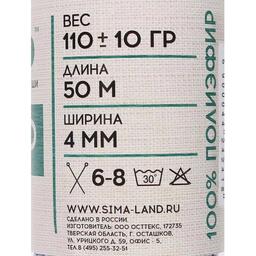 ВЕС
110 ± 10 ГР
ДЛИНА
50 М
ШИРИНА
4 ММ
6-8 30°
WWW.SIMA-LAND.RU
СДЕЛАНО В РОССИИ
ИЗГОТОВЛЕНО ООО ОСТТЕКС, 172735
ТВЕРСКАЯ ОБЛАСТЬ, Г. ОСТАШКОВ,
УЛ. УРИЦКОГО Д. 59, ОФИС - 5,
ТЕЛ. 8 (495) 255-32-51
100% ПОЛИЭФИР